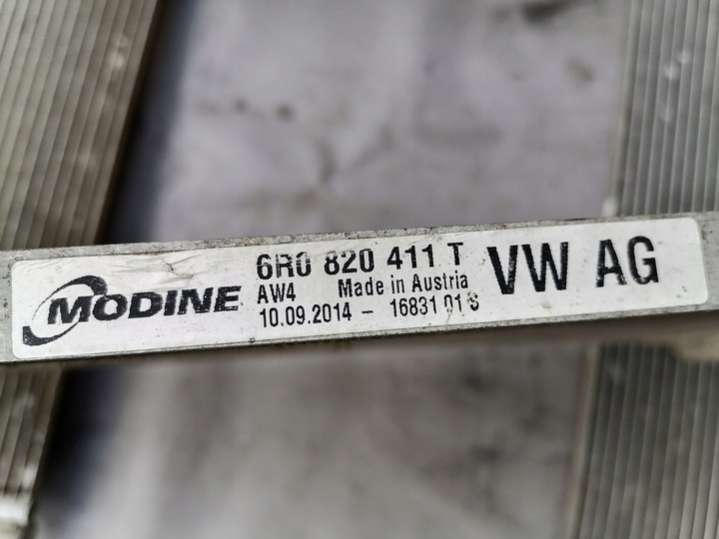 MODINE
6R0 820 411 T
AW4 Made in Austria
10.09.2014 - 16831 01 S
VW AG